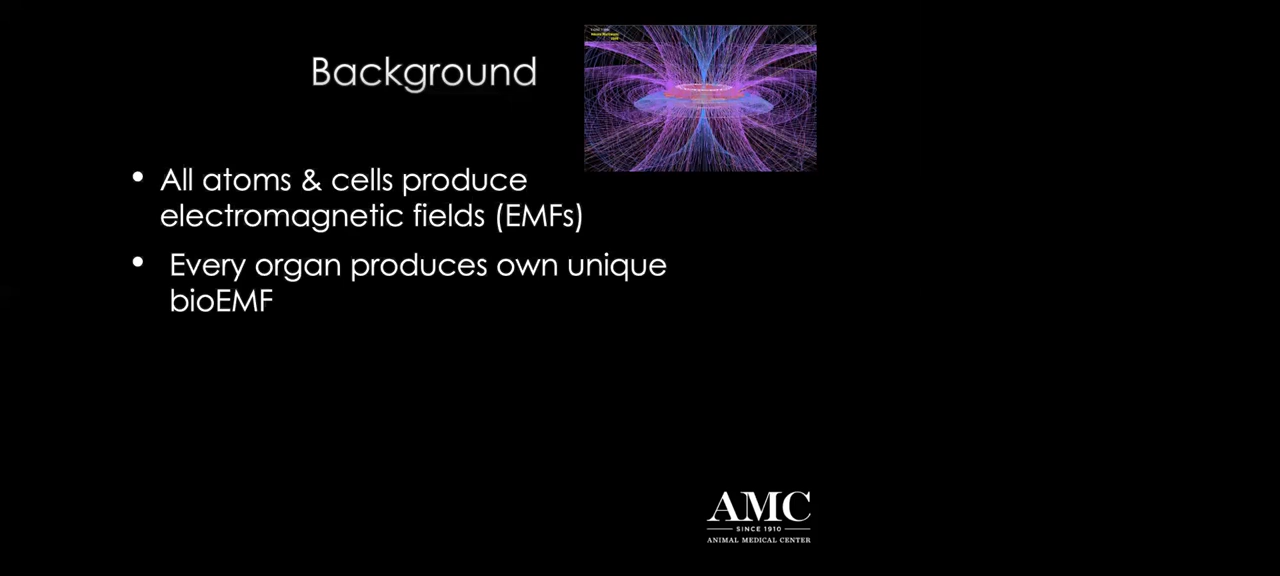 Background
• All atoms & cells produce
electromagnetic fields (EMFs)
• Every organ produces own unique
bioEMF
AMC
SINCE 1910
ANIMAL MEDICAL CENTER